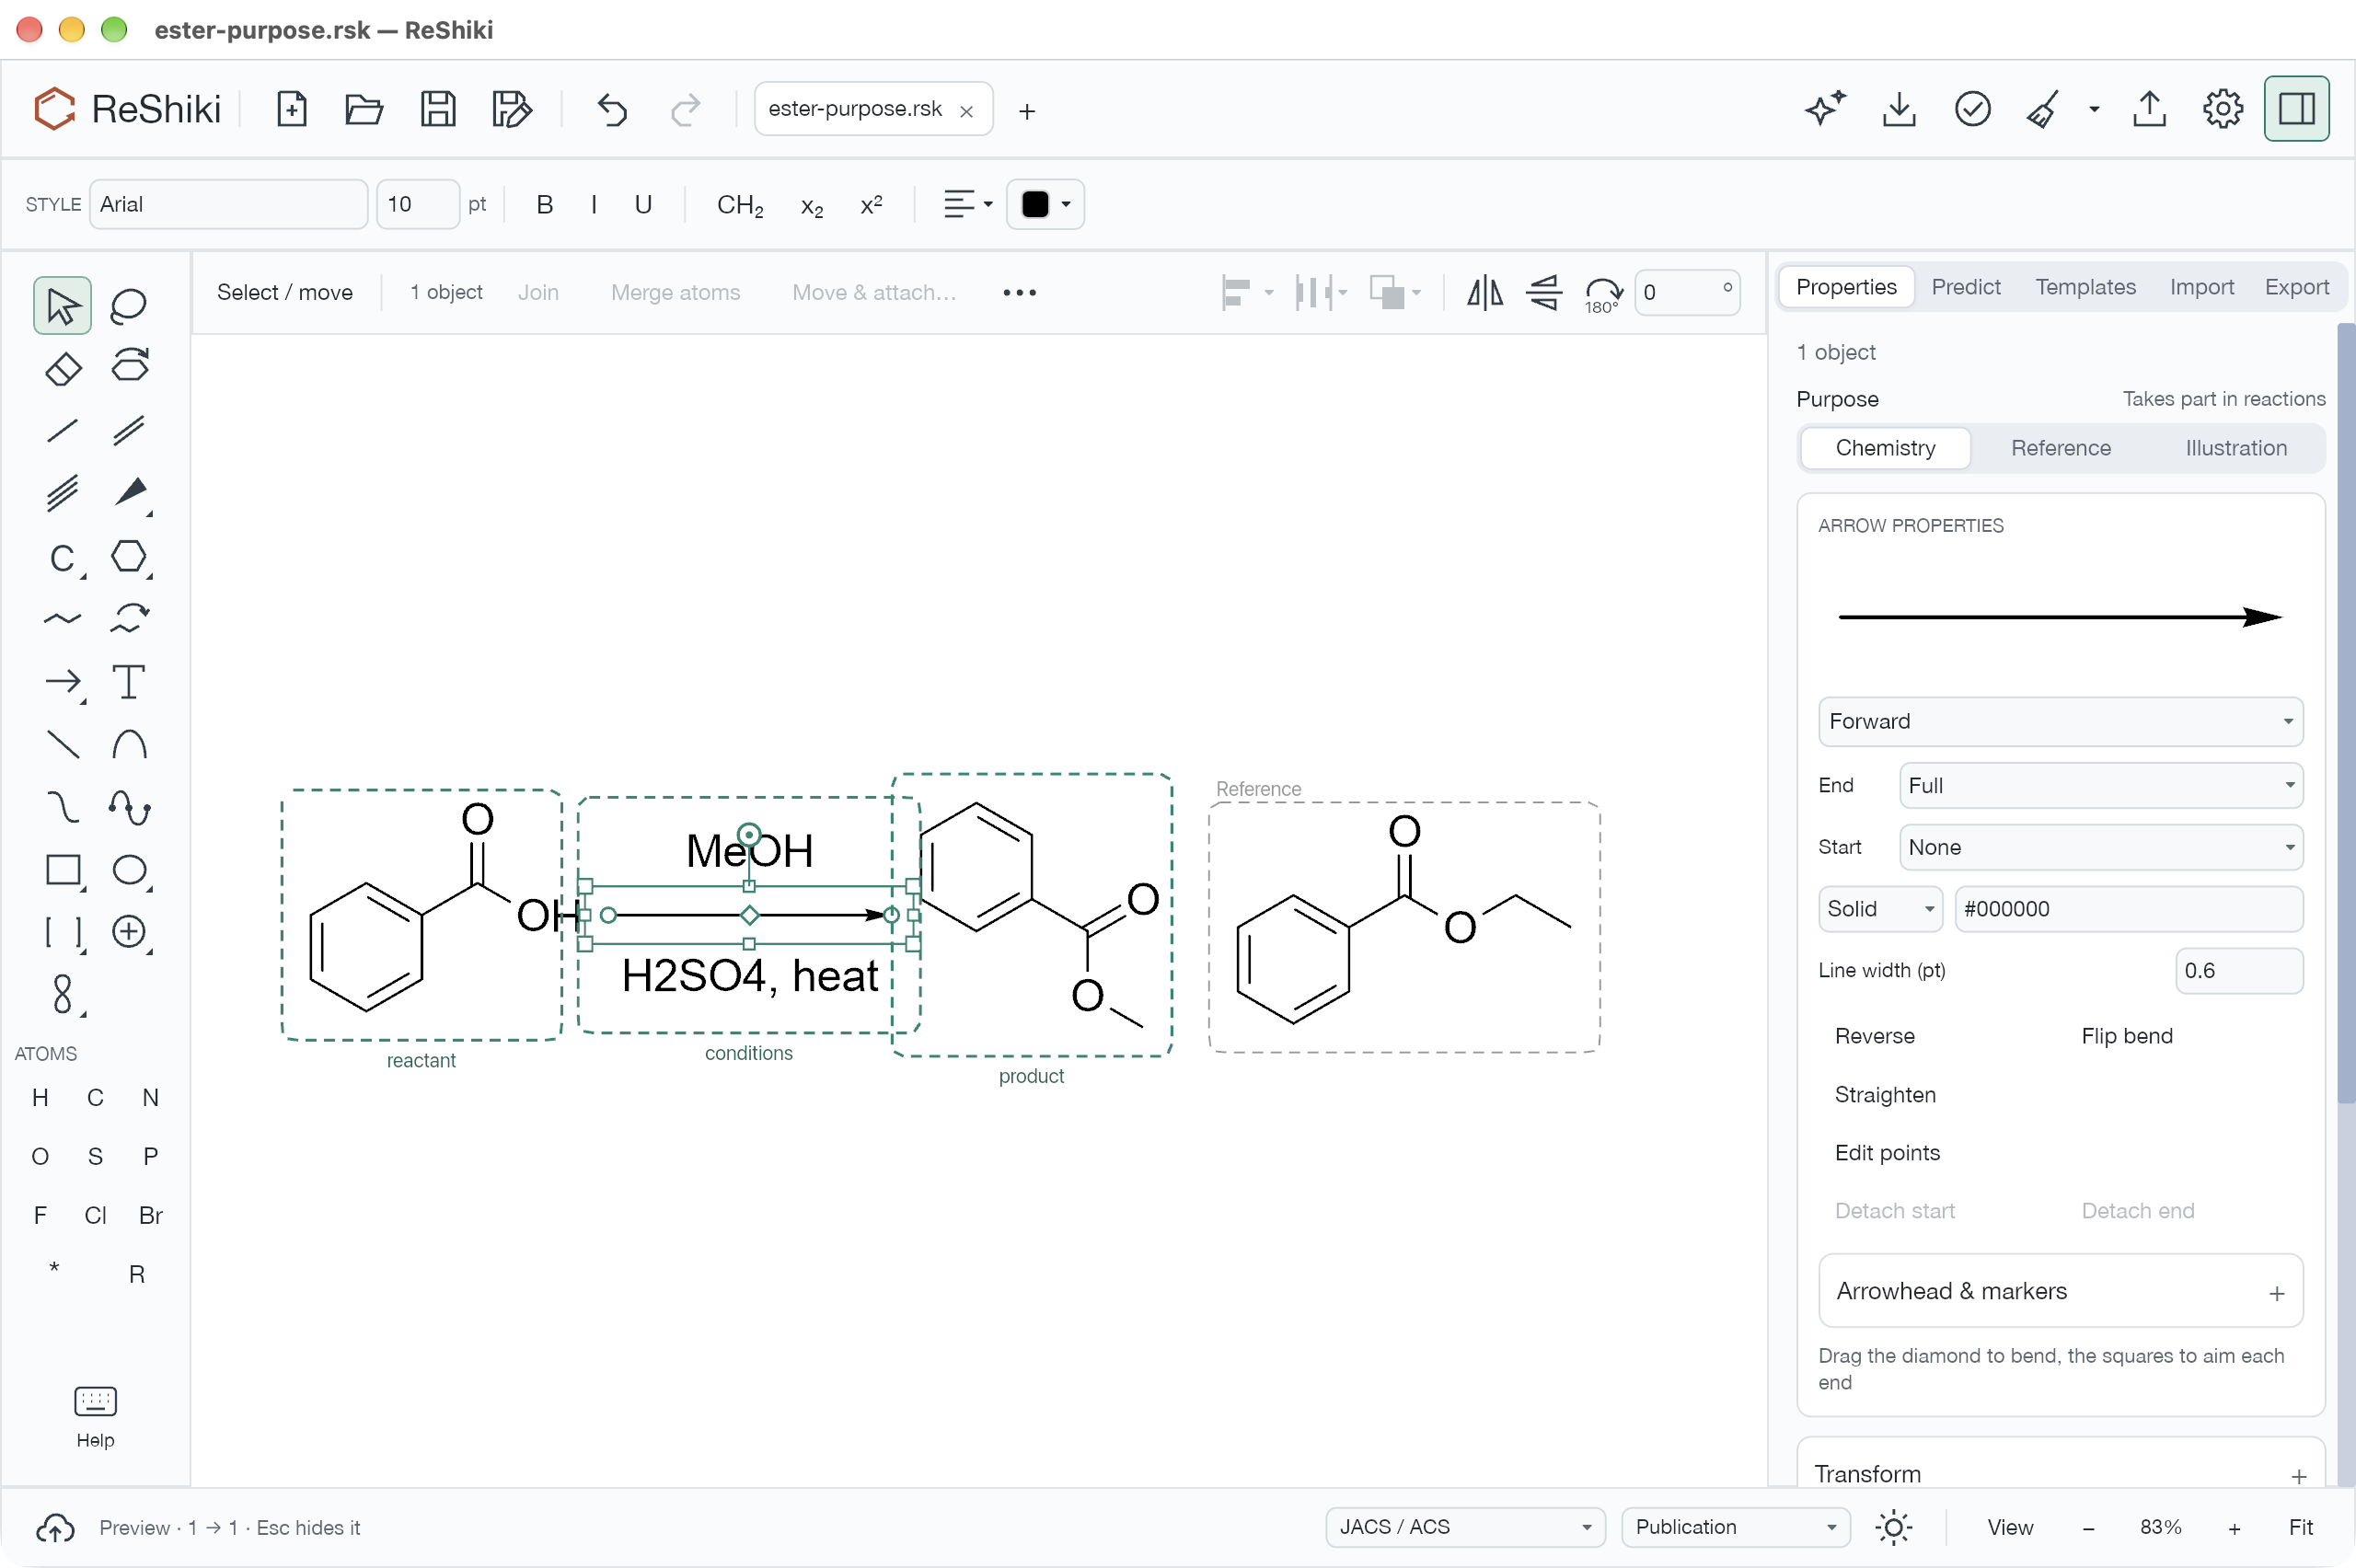 ester-purpose.rsk — ReShiki
ReShiki
ester-purpose.rsk × +
STYLE Arial 10 pt B I U CH₂ x₂ x²
Select / move 1 object Join Merge atoms Move & attach… ••• 180° 0 °
Properties Predict Templates Import Export
1 object
Purpose Takes part in reactions
Chemistry Reference Illustration
ARROW PROPERTIES
Forward
End Full
Start None
Solid #000000
Line width (pt) 0.6
Reverse Flip bend
Straighten
Edit points
Detach start Detach end
Arrowhead & markers +
Drag the diamond to bend, the squares to aim each
end
Transform +
C
T
[ ]
ATOMS
H C N
O S P
F Cl Br
* R
Help
O
OH
reactant
MeOH
H2SO4, heat
conditions
O
O
product
Reference
O
O
Preview · 1 → 1 · Esc hides it
JACS / ACS Publication View – 83% + Fit